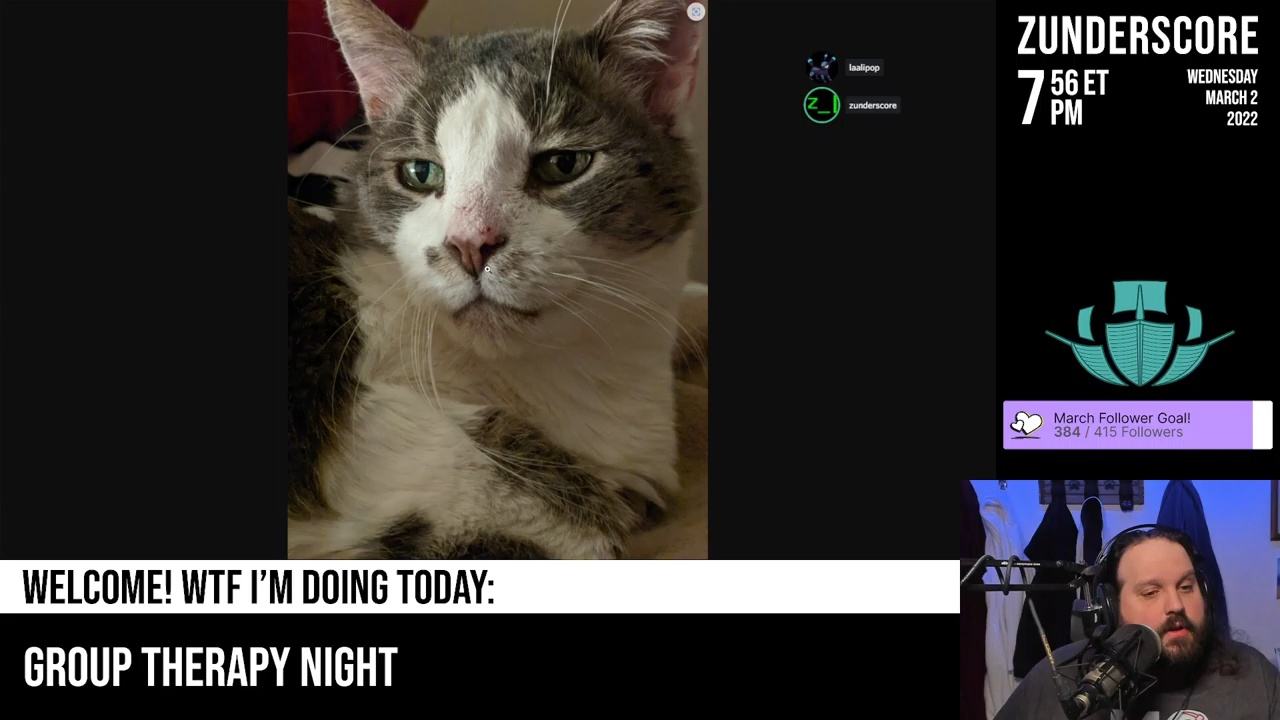 laalipop
zunderscore
Z_
ZUNDERSCORE
7 56 ET
PM
WEDNESDAY
MARCH 2
2022
March Follower Goal!
384 / 415 Followers
WELCOME! WTF I’M DOING TODAY:
GROUP THERAPY NIGHT